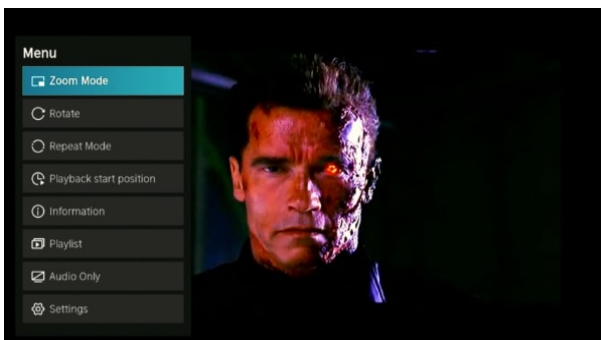 Menu
Zoom Mode
Rotate
Repeat Mode
Playback start position
Information
Playlist
Audio Only
Settings